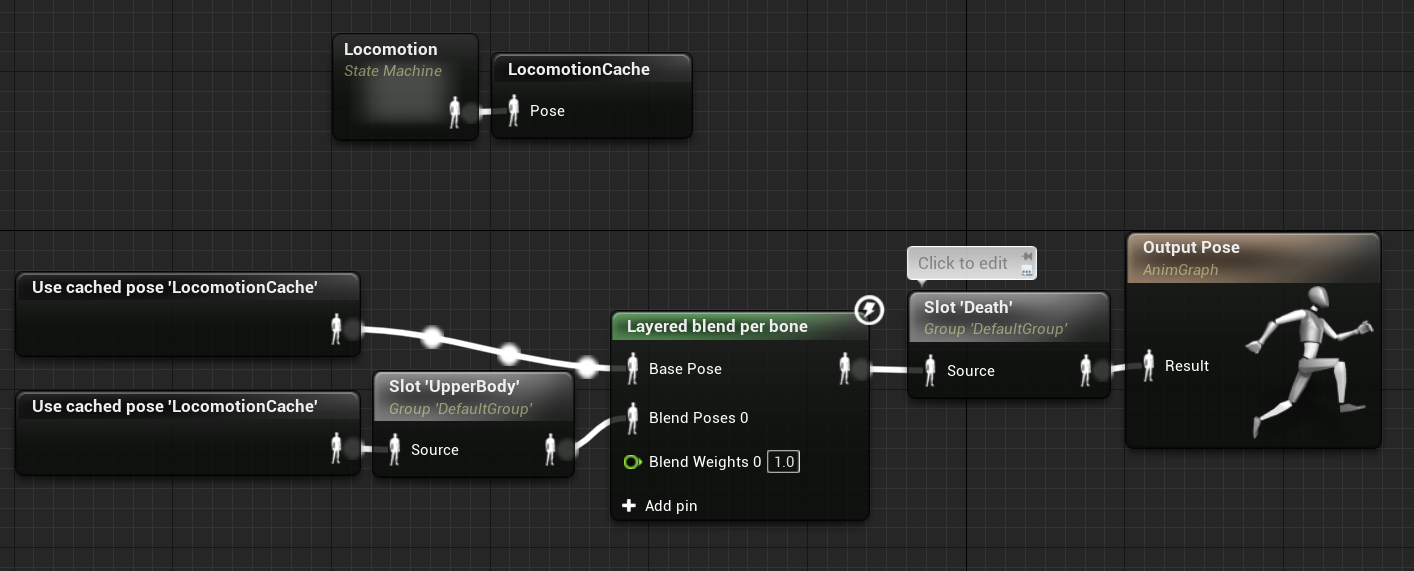 Locomotion
State Machine
LocomotionCache
Pose
Use cached pose 'LocomotionCache'
Use cached pose 'LocomotionCache'
Slot 'UpperBody'
Group 'DefaultGroup'
Source
Layered blend per bone
Base Pose
Blend Poses 0
Blend Weights 0 1.0
Add pin
Click to edit
Slot 'Death'
Group 'DefaultGroup'
Source
Output Pose
AnimGraph
Result